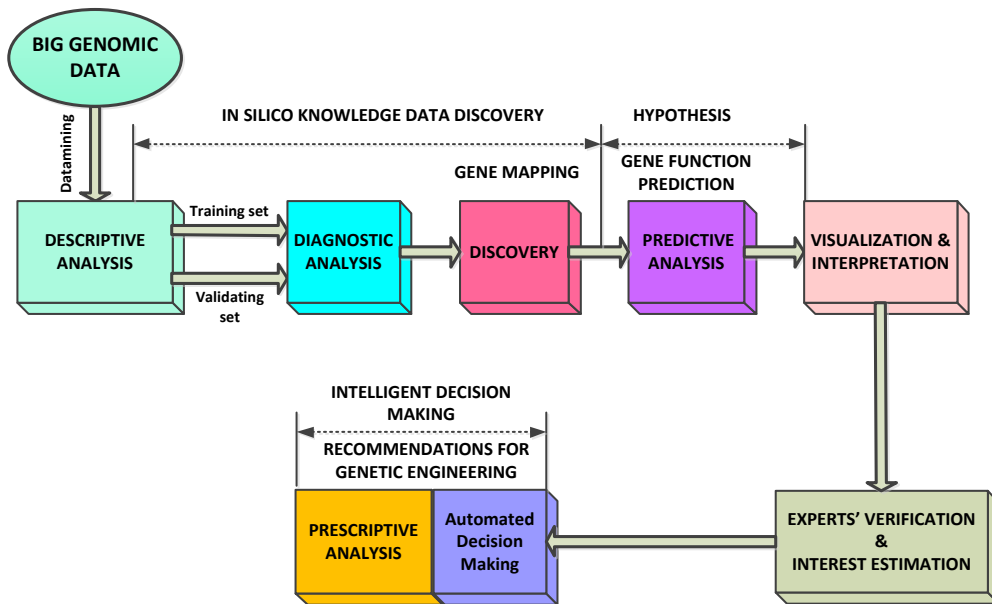 BIG GENOMIC
DATA
Datamining
IN SILICO KNOWLEDGE DATA DISCOVERY
HYPOTHESIS
GENE MAPPING
GENE FUNCTION
PREDICTION
DESCRIPTIVE
ANALYSIS
Training set
Validating
set
DIAGNOSTIC
ANALYSIS
DISCOVERY
PREDICTIVE
ANALYSIS
VISUALIZATION &
INTERPRETATION
INTELLIGENT DECISION
MAKING
RECOMMENDATIONS FOR
GENETIC ENGINEERING
PRESCRIPTIVE
ANALYSIS
Automated
Decision
Making
EXPERTS’ VERIFICATION
&
INTEREST ESTIMATION